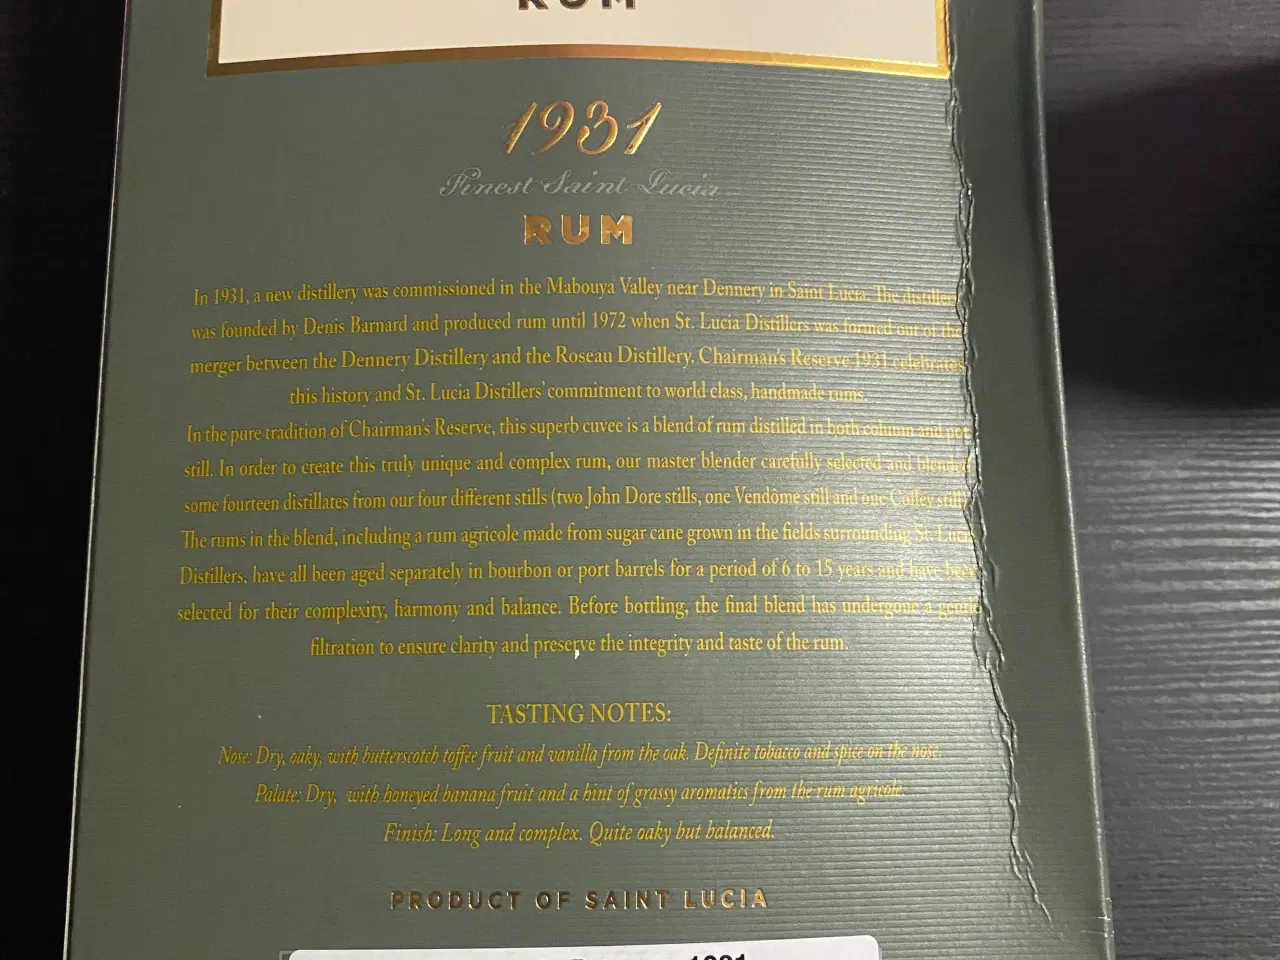 RUM
1931
Finest Saint Lucia
RUM
In 1931, a new distillery was commissioned in the Mabouya Valley near Dennery in Saint Lucia. The distillery
was founded by Denis Barnard and produced rum until 1972 when St. Lucia Distillers was formed out of the
merger between the Dennery Distillery and the Roseau Distillery. Chairman's Reserve 1931 celebrates
this history and St. Lucia Distillers' commitment to world class, handmade rums.
In the pure tradition of Chairman's Reserve, this superb cuvee is a blend of rum distilled in both column and pot
still. In order to create this truly unique and complex rum, our master blender carefully selected and blended
some fourteen distillates from our four different stills (two John Dore stills, one Vendôme still and one Coffey still)
The rums in the blend, including a rum agricole made from sugar cane grown in the fields surrounding St. Lucia
Distillers, have all been aged separately in bourbon or port barrels for a period of 6 to 15 years and have been
selected for their complexity, harmony and balance. Before bottling, the final blend has undergone a gentle
filtration to ensure clarity and preserve the integrity and taste of the rum.
TASTING NOTES:
Nose: Dry, oaky, with butterscotch toffee fruit and vanilla from the oak. Definite tobacco and spice on the nose.
Palate: Dry, with honeyed banana fruit and a hint of grassy aromatics from the rum agricole
Finish: Long and complex. Quite oaky but balanced.
PRODUCT OF SAINT LUCIA
1931